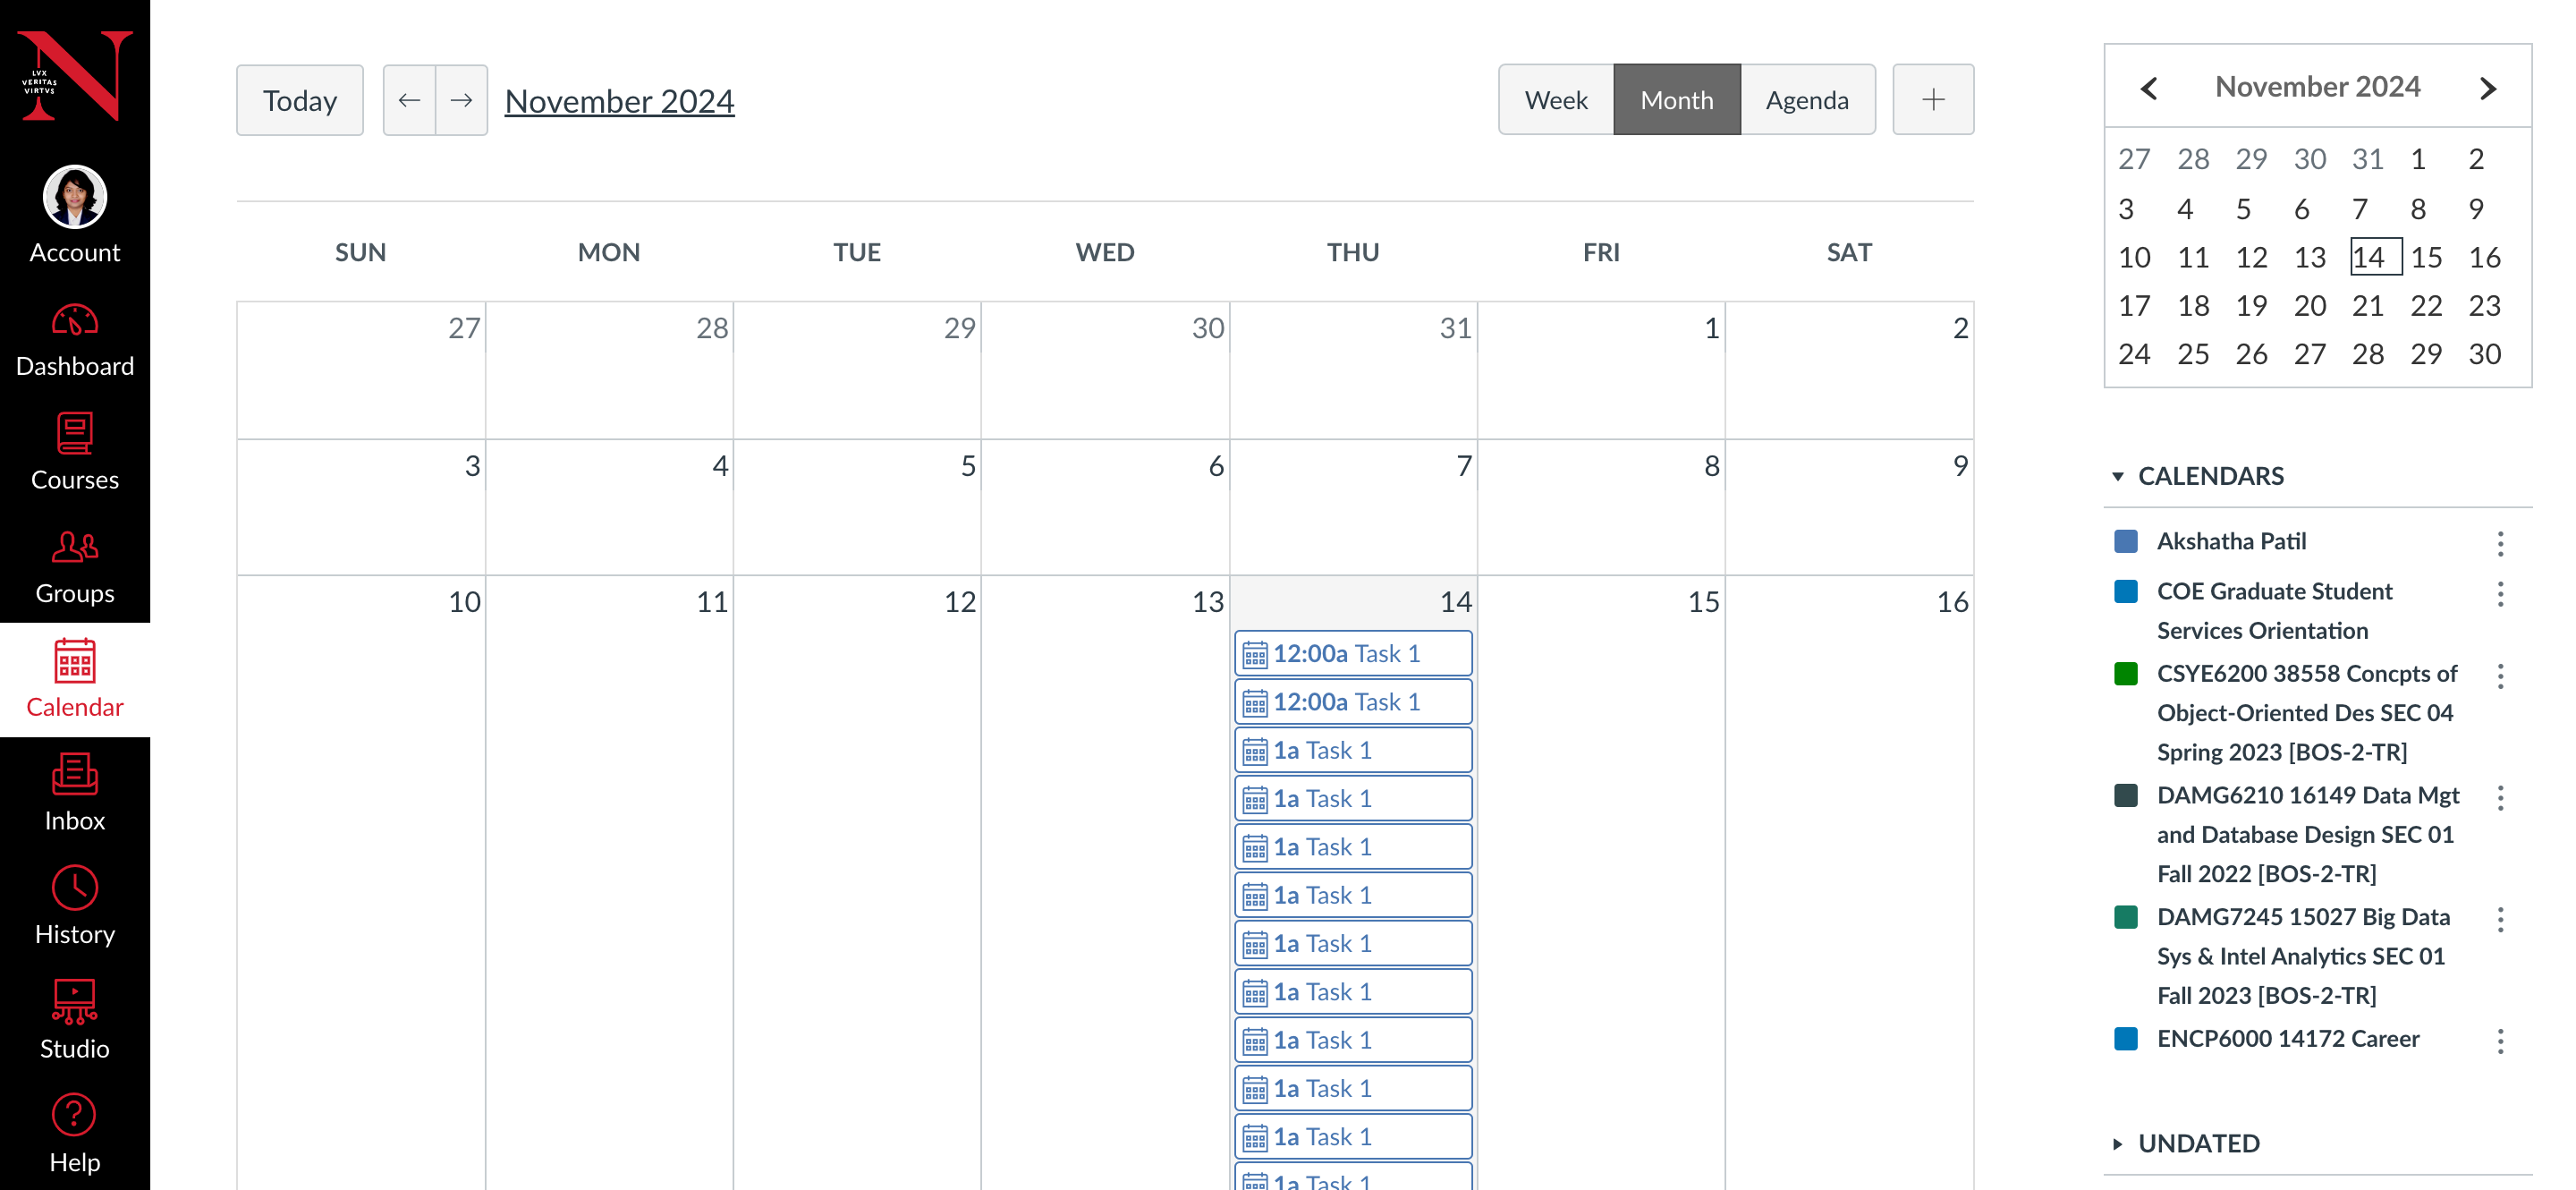 LVX
VERITAS
VIRTVS
Account
Dashboard
Courses
Groups
Calendar
Inbox
History
Studio
Help
Today
November 2024
Week
Month
Agenda
SUN MON TUE WED THU FRI SAT
27 28 29 30 31 1 2
3 4 5 6 7 8 9
10 11 12 13 14 15 16
12:00a Task 1
12:00a Task 1
1a Task 1
1a Task 1
1a Task 1
1a Task 1
1a Task 1
1a Task 1
1a Task 1
1a Task 1
1a Task 1
1a Task 1
November 2024
27 28 29 30 31 1 2
3 4 5 6 7 8 9
10 11 12 13 14 15 16
17 18 19 20 21 22 23
24 25 26 27 28 29 30
CALENDARS
Akshatha Patil
COE Graduate Student
Services Orientation
CSYE6200 38558 Concpts of
Object-Oriented Des SEC 04
Spring 2023 [BOS-2-TR]
DAMG6210 16149 Data Mgt
and Database Design SEC 01
Fall 2022 [BOS-2-TR]
DAMG7245 15027 Big Data
Sys & Intel Analytics SEC 01
Fall 2023 [BOS-2-TR]
ENCP6000 14172 Career
UNDATED